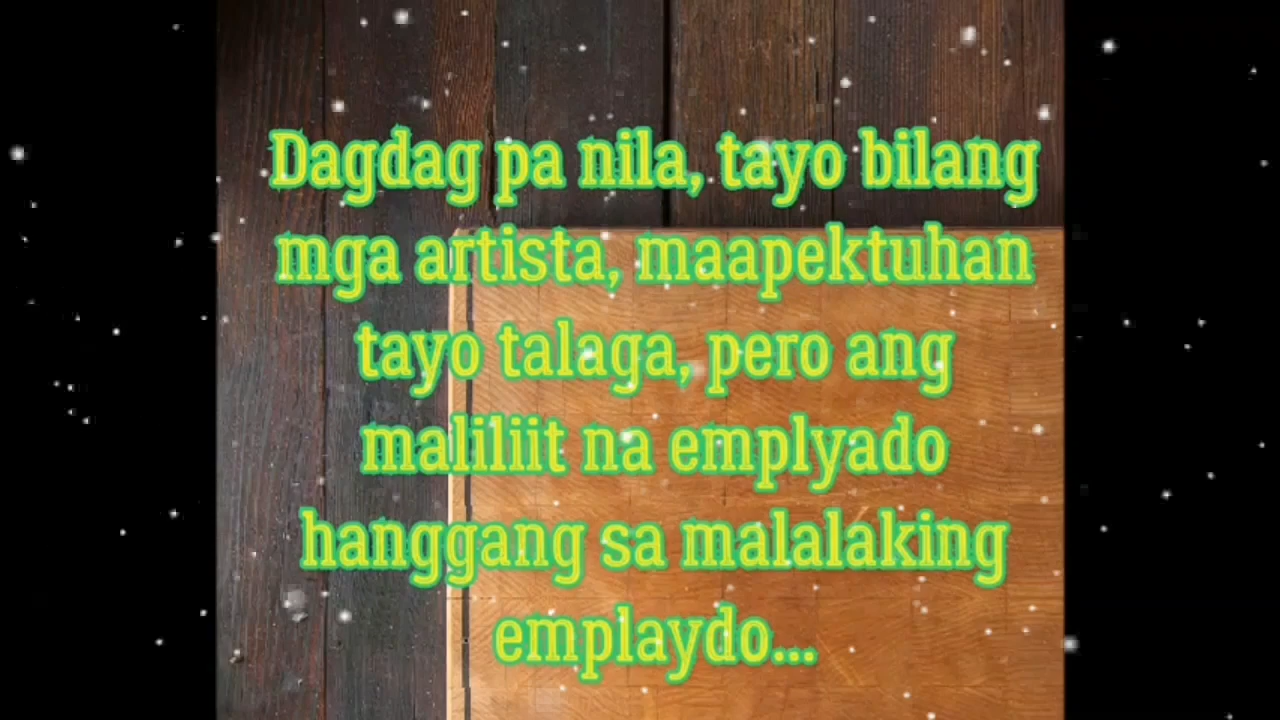 Dagdag pa nila, tayo bilang
mga artista, maapektuhan
tayo talaga, pero ang
maliliit na emplyado
hanggang sa malalaking
emplaydo...